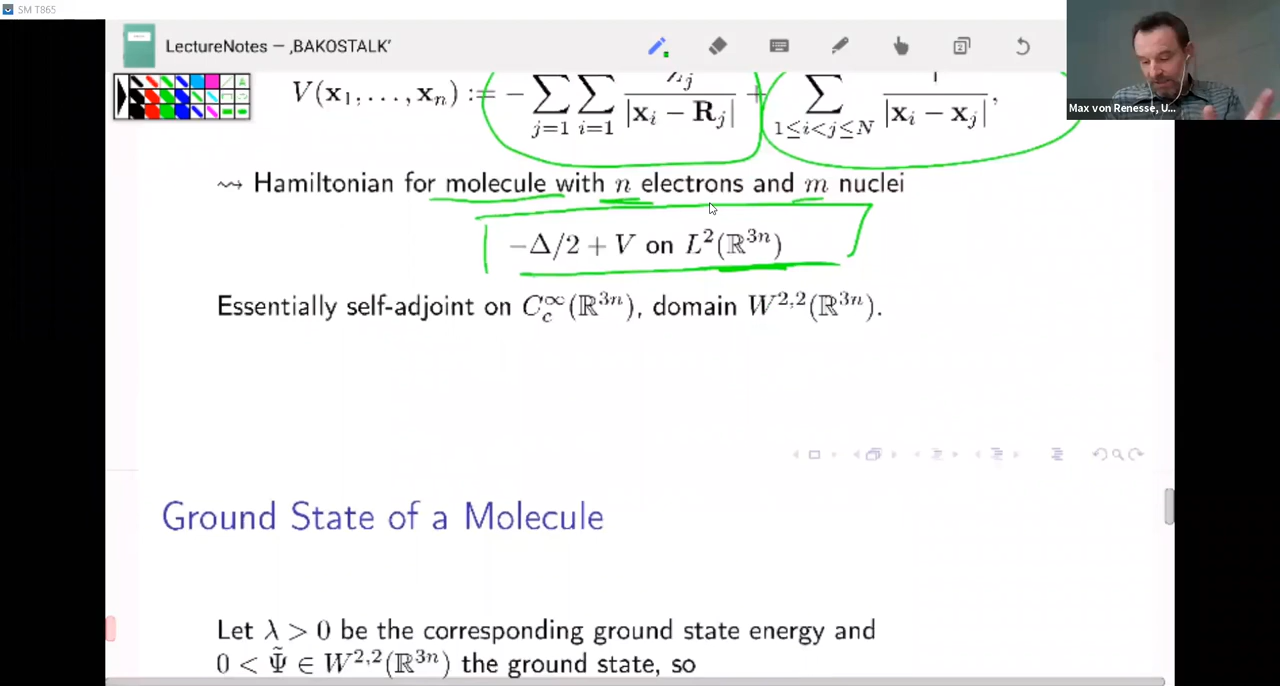 SM T865
LectureNotes – ‚BAKOSTALK‘
V(x₁, . . . , xₙ) := − ∑_{j=1} ∑_{i=1} / |xᵢ − Rⱼ| + ∑_{1≤i<j≤N} 1 / |xᵢ − xⱼ|,
Max von Renesse, U...
⇝ Hamiltonian for molecule with n electrons and m nuclei
−Δ/2 + V on L²(ℝ³ⁿ)
Essentially self-adjoint on C_c^∞(ℝ³ⁿ), domain W^{2,2}(ℝ³ⁿ).
Ground State of a Molecule
Let λ > 0 be the corresponding ground state energy and
0 < Ψ̃ ∈ W^{2,2}(ℝ³ⁿ) the ground state, so